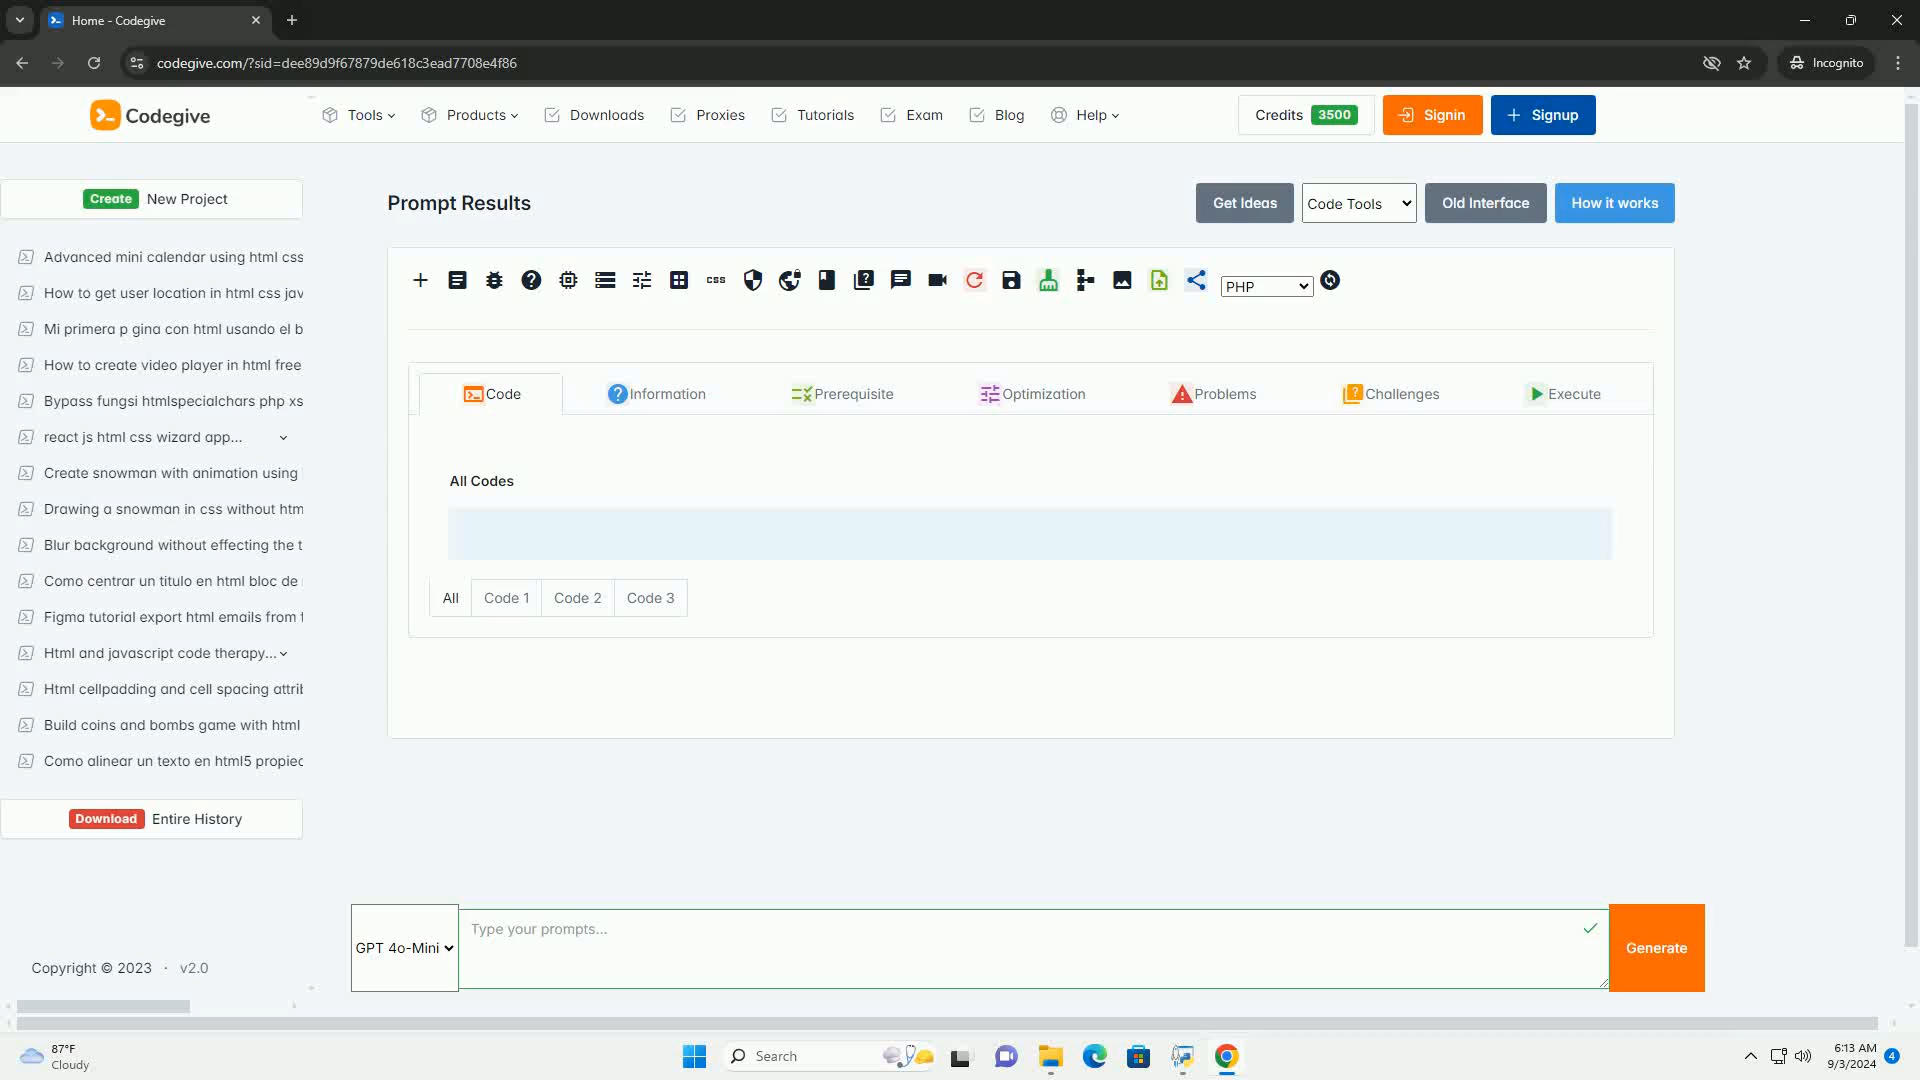 Home - Codegive
codegive.com/?sid=dee89d9f67879de618c3ead7708e4f86
Incognito
Codegive
Tools
Products
Downloads
Proxies
Tutorials
Exam
Blog
Help
Credits 3500
Signin
Signup
Create New Project
Advanced mini calendar using html css
How to get user location in html css jav
Mi primera p gina con html usando el b
How to create video player in html free
Bypass fungsi htmlspecialchars php xs
react js html css wizard app...
Create snowman with animation using
Drawing a snowman in css without htm
Blur background without effecting the t
Como centrar un titulo en html bloc de
Figma tutorial export html emails from f
Html and javascript code therapy...
Html cellpadding and cell spacing attrib
Build coins and bombs game with html
Como alinear un texto en html5 propied
Download Entire History
Copyright © 2023 · v2.0
Prompt Results
Get Ideas
Code Tools
Old Interface
How it works
css
PHP
Code
Information
Prerequisite
Optimization
Problems
Challenges
Execute
All Codes
All
Code 1
Code 2
Code 3
GPT 4o-Mini
Type your prompts...
Generate
87°F
Cloudy
Search
6:13 AM
9/3/2024
4